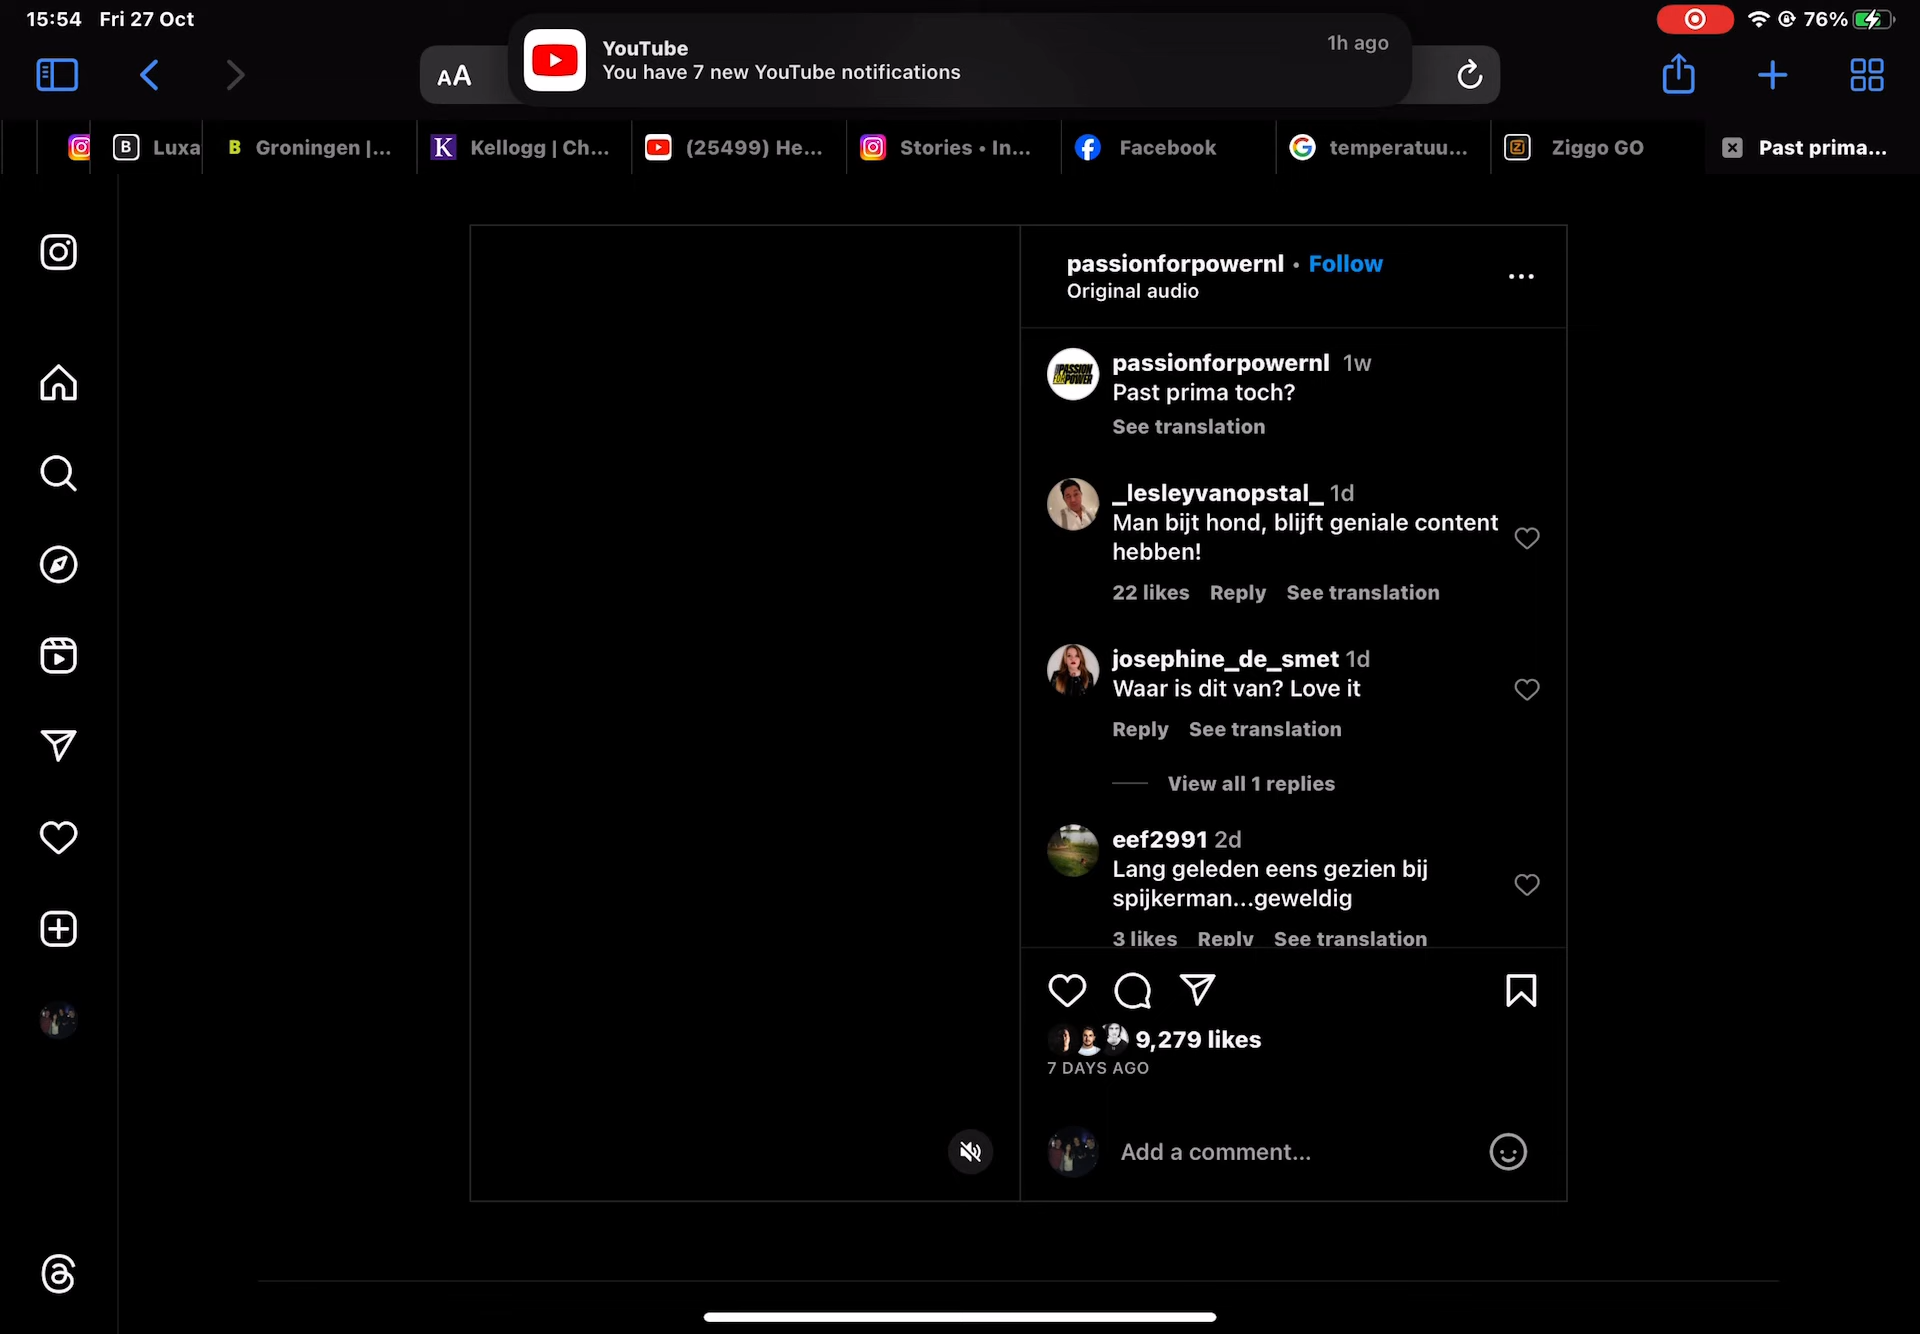 15:54 Fri 27 Oct
76%
YouTube
1h ago
You have 7 new YouTube notifications
AA
B Luxa
B Groningen |...
K Kellogg | Ch...
(25499) He...
Stories • In...
Facebook
temperatuu...
Ziggo GO
Past prima...
passionforpowernl • Follow
Original audio
PASSION
FOR POWER
passionforpowernl 1w
Past prima toch?
See translation
_lesleyvanopstal_ 1d
Man bijt hond, blijft geniale content
hebben!
22 likes Reply See translation
josephine_de_smet 1d
Waar is dit van? Love it
Reply See translation
View all 1 replies
eef2991 2d
Lang geleden eens gezien bij
spijkerman...geweldig
3 likes Reply See translation
9,279 likes
7 DAYS AGO
Add a comment...